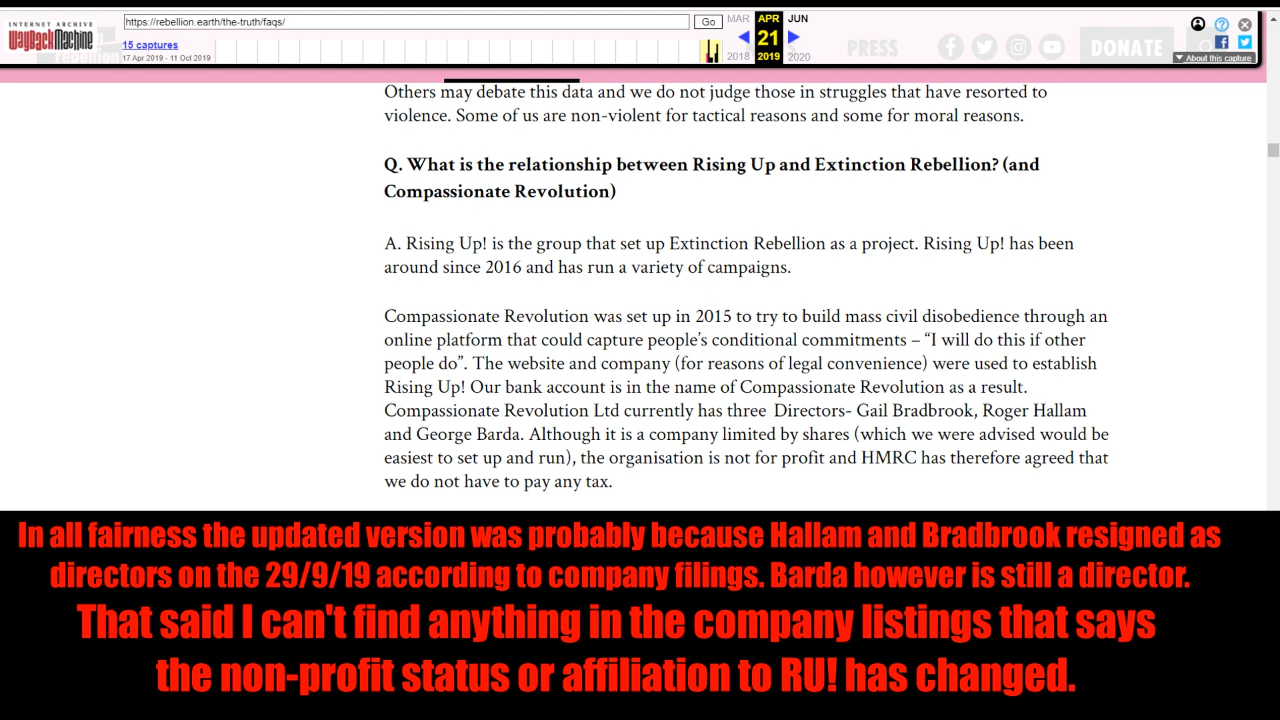 INTERNET ARCHIVE
WayBackMachine
https://rebellion.earth/the-truth/faqs/
Go
MAR
APR
JUN
15 captures
21
17 Apr 2019 - 11 Oct 2019
2018
2019
2020
PRESS
DONATE
About this capture
Others may debate this data and we do not judge those in struggles that have resorted to
violence. Some of us are non-violent for tactical reasons and some for moral reasons.
Q. What is the relationship between Rising Up and Extinction Rebellion? (and
Compassionate Revolution)
A. Rising Up! is the group that set up Extinction Rebellion as a project. Rising Up! has been
around since 2016 and has run a variety of campaigns.
Compassionate Revolution was set up in 2015 to try to build mass civil disobedience through an
online platform that could capture people’s conditional commitments – “I will do this if other
people do”. The website and company (for reasons of legal convenience) were used to establish
Rising Up! Our bank account is in the name of Compassionate Revolution as a result.
Compassionate Revolution Ltd currently has three Directors- Gail Bradbrook, Roger Hallam
and George Barda. Although it is a company limited by shares (which we were advised would be
easiest to set up and run), the organisation is not for profit and HMRC has therefore agreed that
we do not have to pay any tax.
In all fairness the updated version was probably because Hallam and Bradbrook resigned as
directors on the 29/9/19 according to company filings. Barda however is still a director.
That said I can't find anything in the company listings that says
the non-profit status or affiliation to RU! has changed.